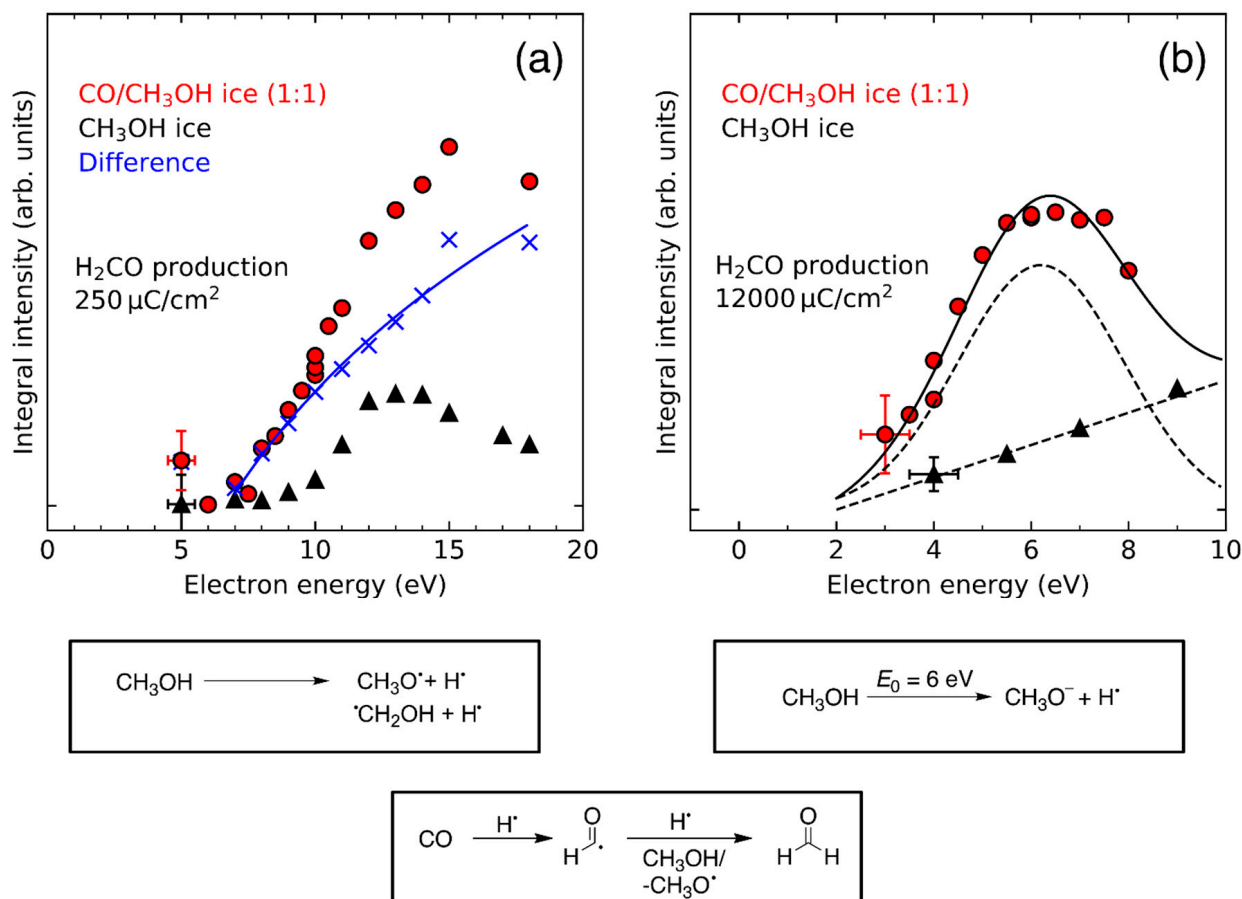 (a)
CO/CH₃OH ice (1:1)
CH₃OH ice
Difference
H₂CO production
250 μC/cm²
Integral intensity (arb. units)
0 5 10 15 20
Electron energy (eV)
(b)
CO/CH₃OH ice (1:1)
CH₃OH ice
H₂CO production
12000 μC/cm²
Integral intensity (arb. units)
0 2 4 6 8 10
Electron energy (eV)
CH₃OH CH₃O• + H•
•CH₂OH + H•
E₀ = 6 eV
CH₃OH CH₃O⁻ + H•
O O
CO H• H• 
H • CH₃OH/ H H
-CH₃O•